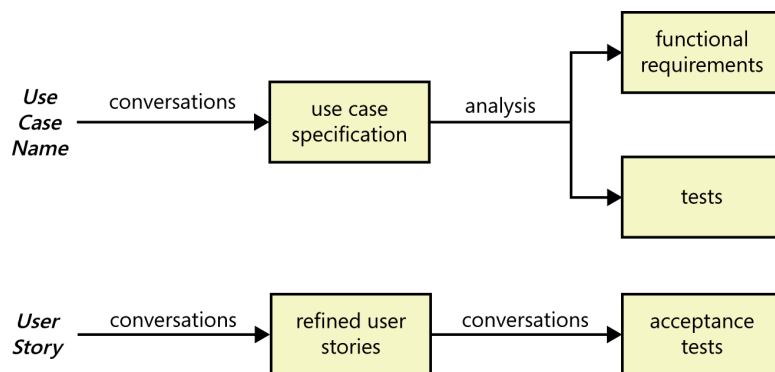 functional
requirements
Use
Case
Name
conversations
use case
specification
analysis
tests
User
Story
conversations
refined user
stories
conversations
acceptance
tests